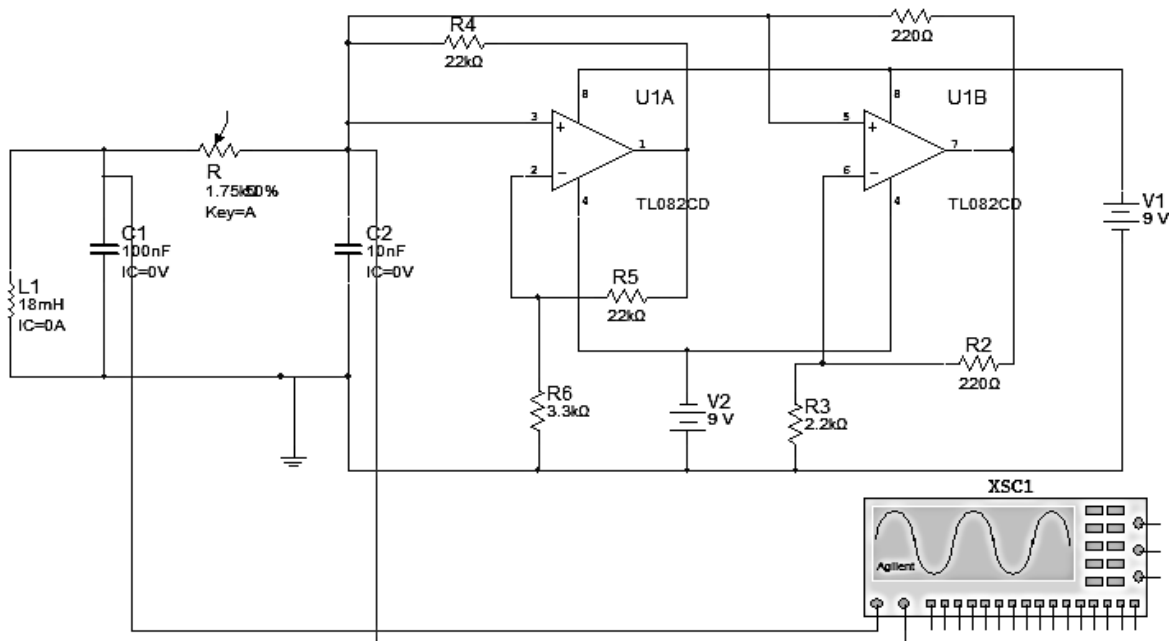 220Ω
R4
22kΩ
8
U1A
3
2
1
4
TL082CD
8
U1B
5
6
7
4
TL082CD
V1
9 V
R
Key=A
C1
100nF
IC=0V
C2
10nF
IC=0V
L1
18mH
IC=0A
R5
22kΩ
R6
3.3kΩ
V2
9 V
R3
2.2kΩ
R2
220Ω
XSC1
Agilent